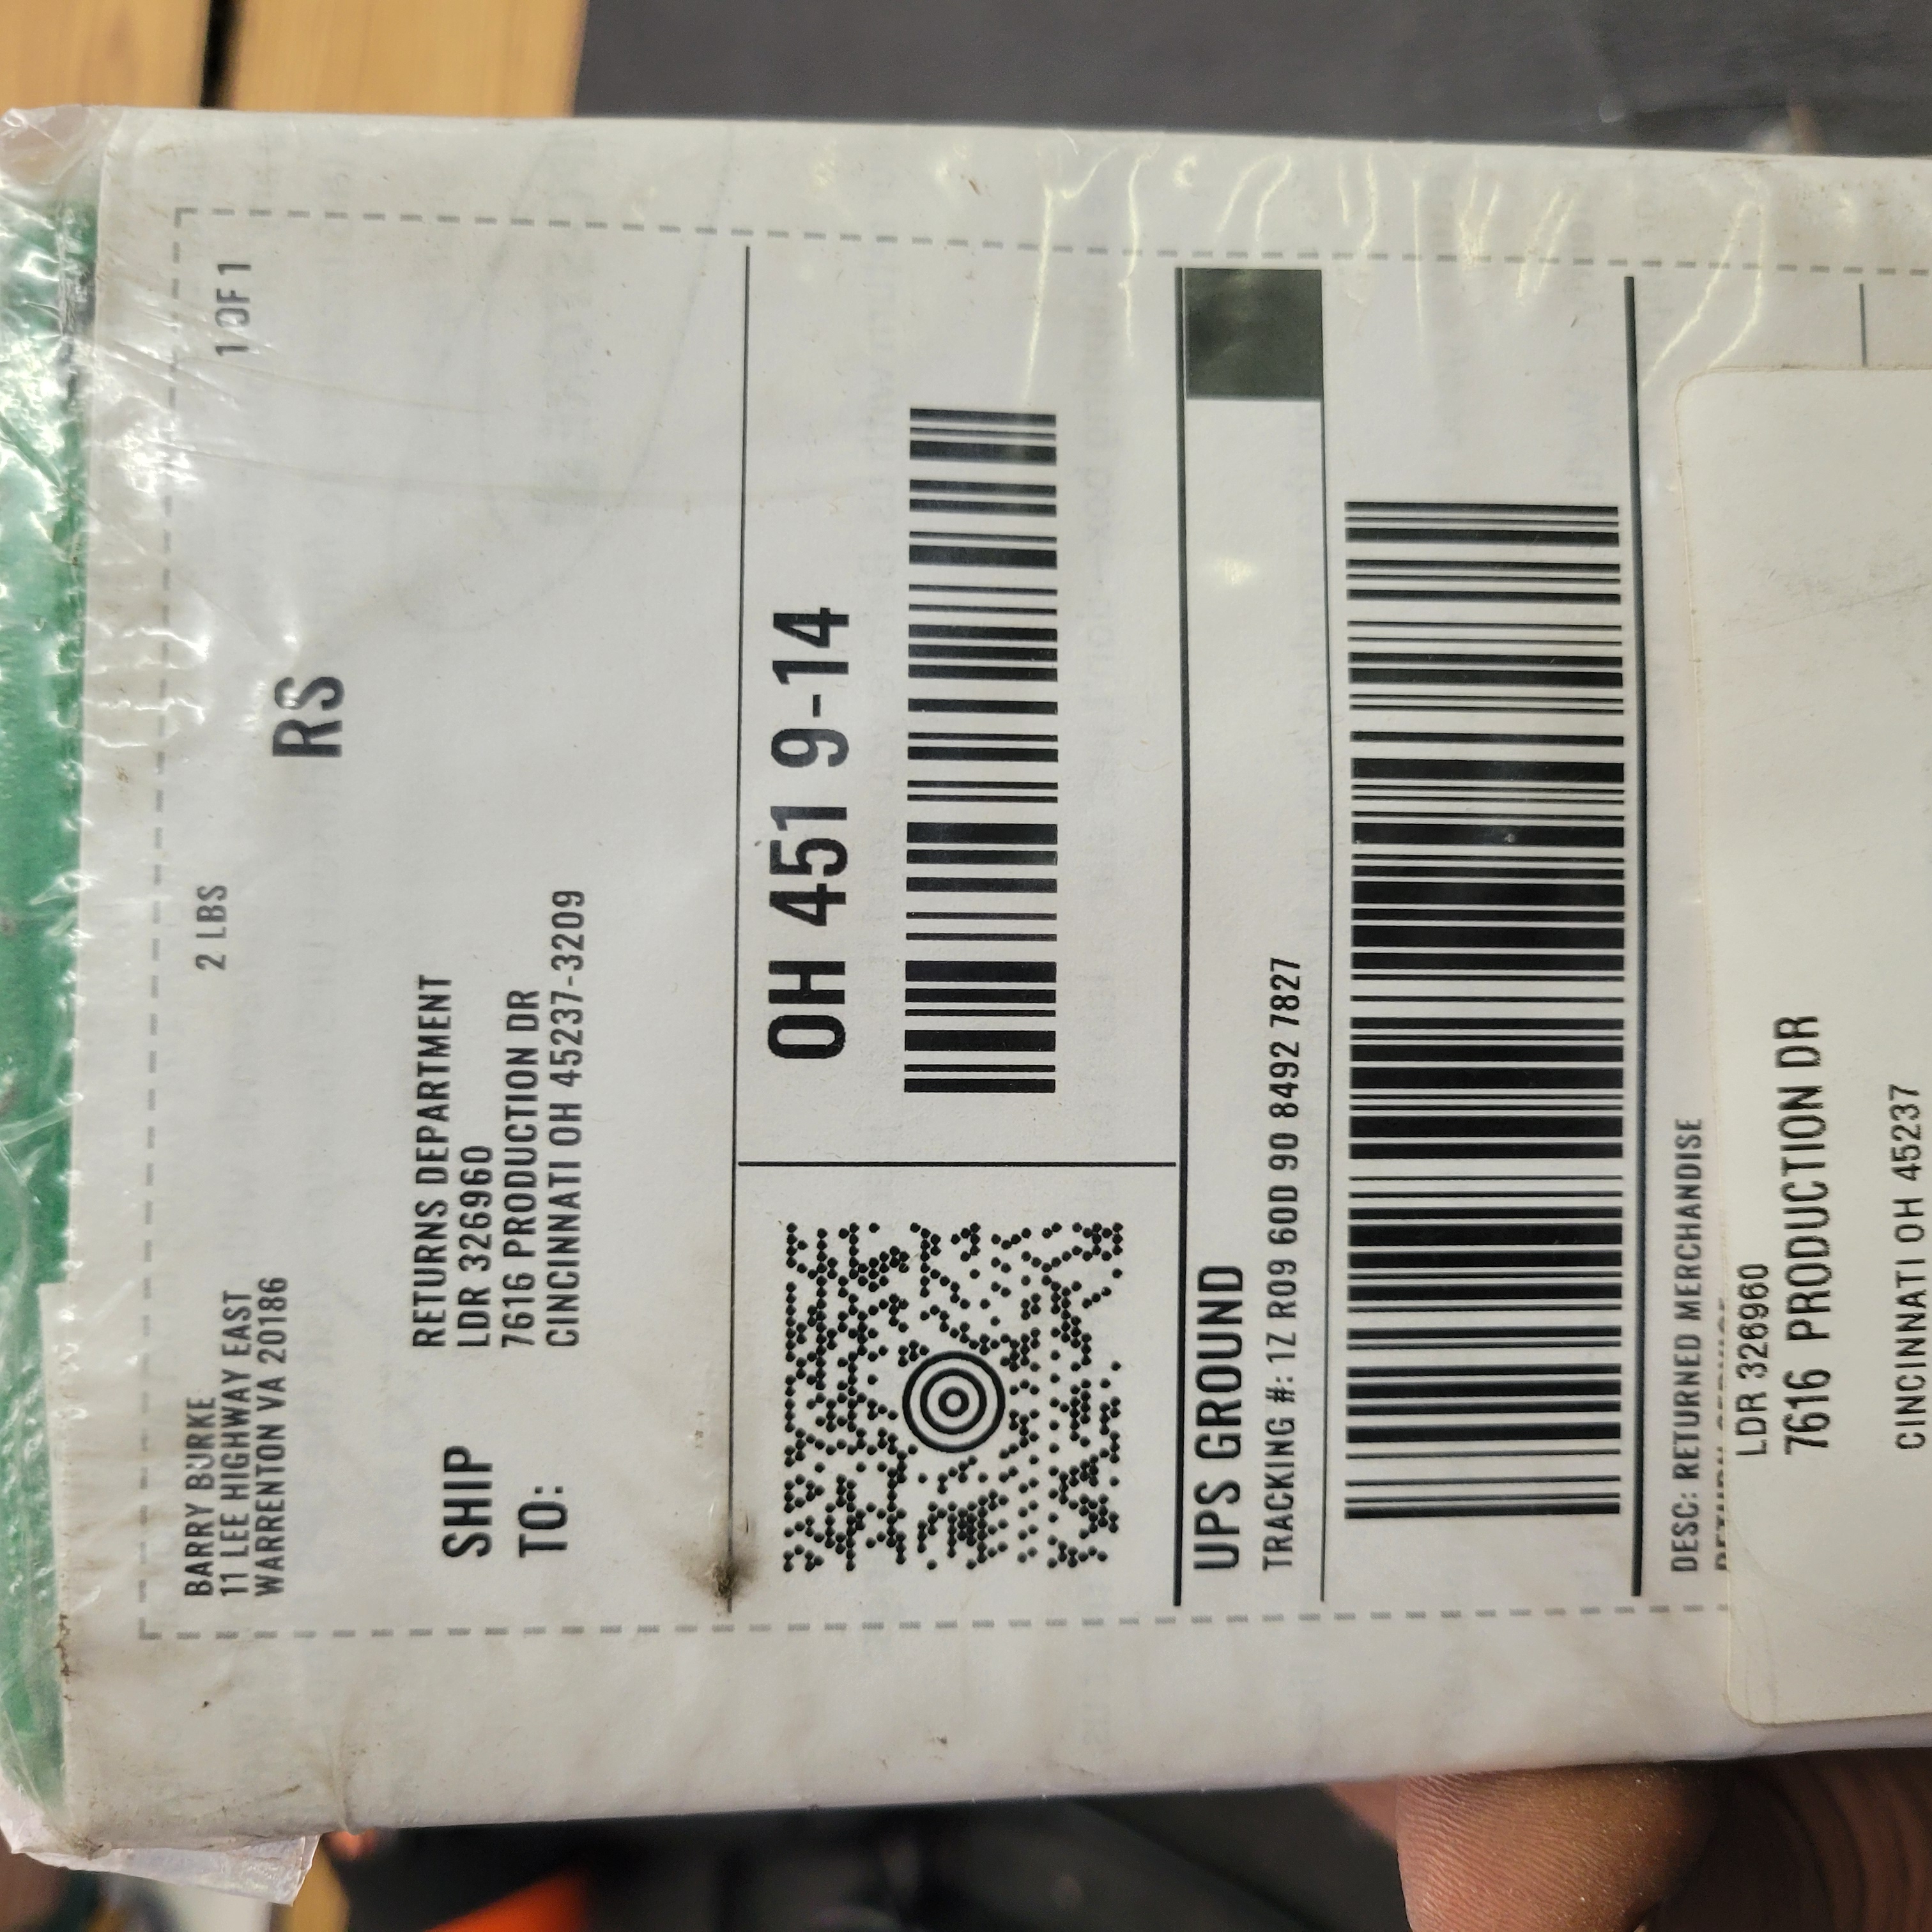 BARRY BURKE
11 LEE HIGHWAY EAST
WARRENTON VA 20186
2 LBS
1 OF 1
RS
SHIP
TO:
RETURNS DEPARTMENT
LDR 326960
7616 PRODUCTION DR
CINCINNATI OH 45237-3209
OH 451 9-14
UPS GROUND
TRACKING #: 1Z R09 60D 90 8492 7827
DESC: RETURNED MERCHANDISE
LDR 326960
7616 PRODUCTION DR
CINCINNATI OH 45237